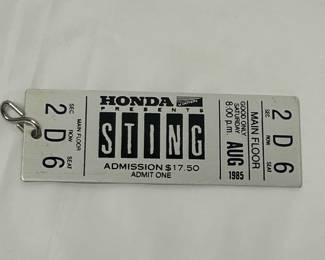 MAIN FLOOR
SEC ROW SEAT
2 D 6
HONDA
PRESENTS
STING
ADMISSION $17.50
ADMIT ONE
MAIN FLOOR
GOOD ONLY
SATURDAY
8:00 p.m.
AUG
1985
SEC ROW SEAT
2 D 6